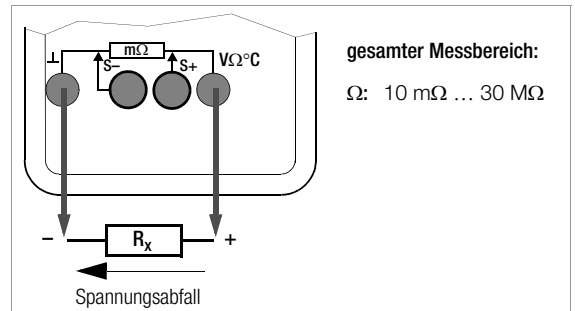 mΩ
⊥ S– S+ VΩ°C
gesamter Messbereich:
Ω: 10 mΩ … 30 MΩ
– Rx +
Spannungsabfall